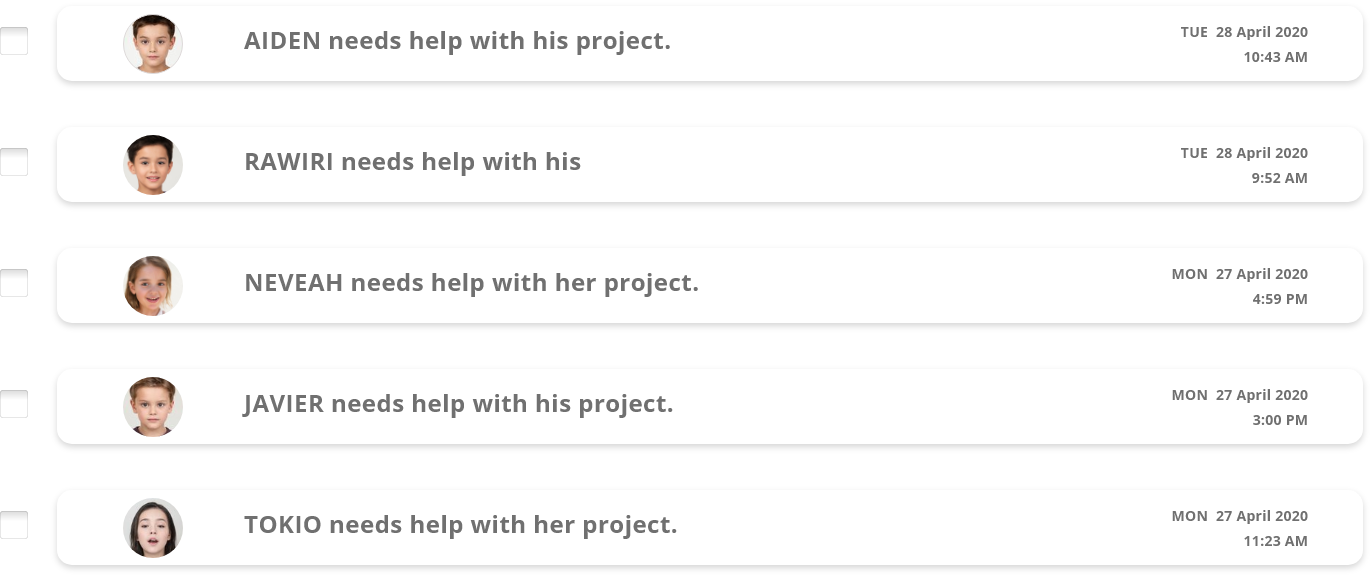 AIDEN needs help with his project.
TUE 28 April 2020
10:43 AM
RAWIRI needs help with his
TUE 28 April 2020
9:52 AM
NEVEAH needs help with her project.
MON 27 April 2020
4:59 PM
JAVIER needs help with his project.
MON 27 April 2020
3:00 PM
TOKIO needs help with her project.
MON 27 April 2020
11:23 AM